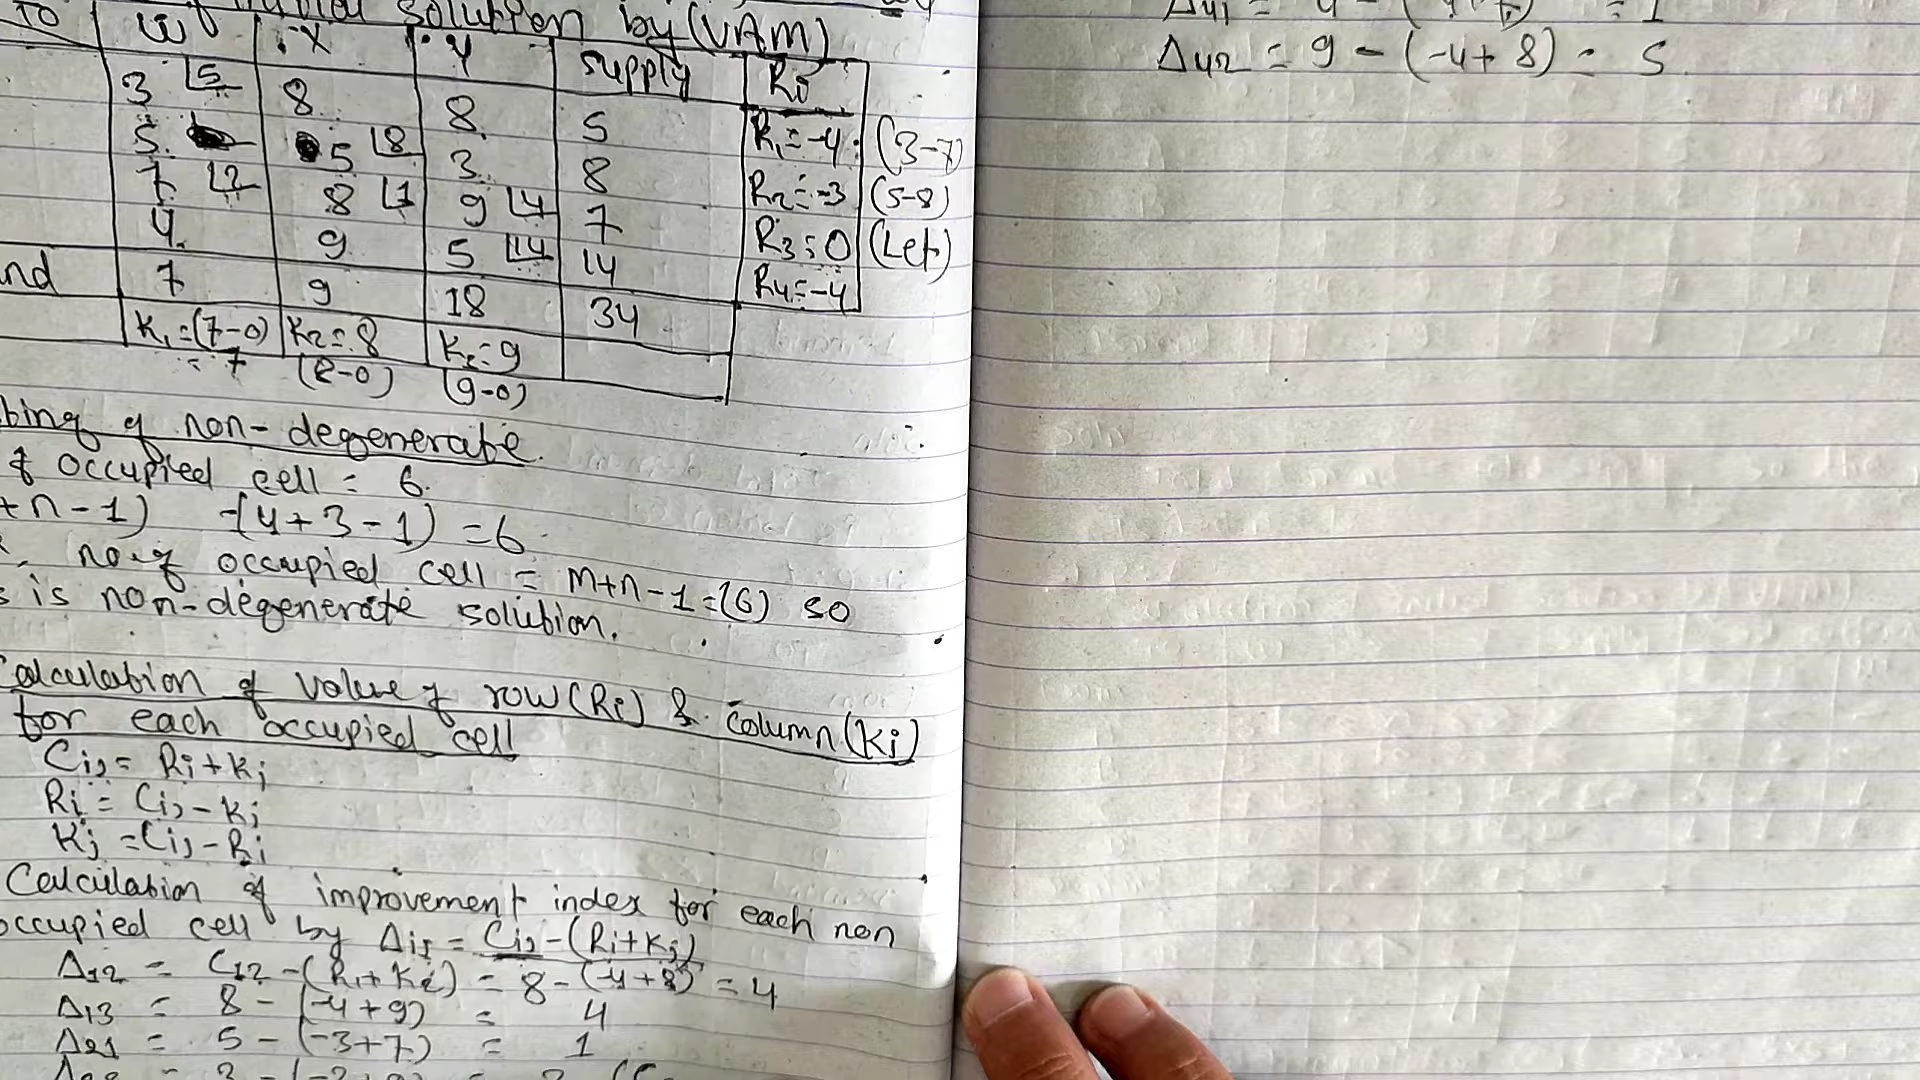 initial solution by (VAM)
TO W X Y Supply Ri
3 5 8 8 5 R1 = -4 (3-7)
5 5 8 3 8 R2 = -3 (5-8)
7 2 8 1 9 4 7 R3 = 0 (Let)
4 9 5 14 14 R4 = -4
nd 7 9 18 34
K1 = (7-0) K2 = 8 K3 = 9
= 7 (8-0) (9-0)
bing of non-degenerate.
f occupied cell = 6.
+n-1) (4+3-1) = 6
no. of occupied cell = m+n-1 = (6) so
s is non-degenerate solution.
Calculation of value of row (Ri) & column (Kj)
for each occupied cell
Cij = Ri + Kj
Ri = Cij - Kj
Kj = Cij - Ri
Calculation of improvement index for each non
occupied cell by Δij = Cij - (Ri + Kj)
Δ12 = C12 - (R1 + K2) = 8 - (-4+8) = 4
Δ13 = 8 - (-4+9) = 4
Δ21 = 5 - (-3+7) = 1
Δ42 = 9 - (-4+8) = 5